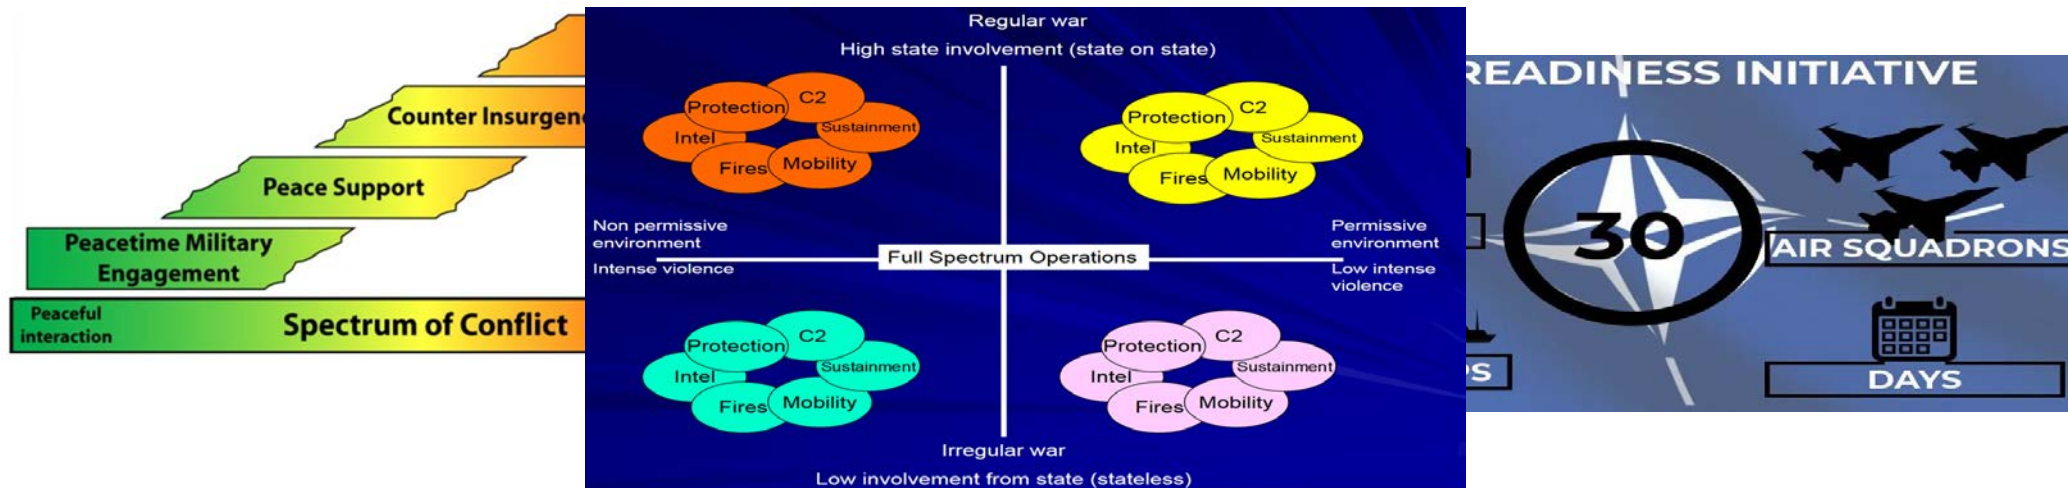 Counter Insurgenc
Peace Support
Peacetime Military
Engagement
Peaceful
interaction
Spectrum of Conflict
Regular war
High state involvement (state on state)
Protection
C2
Intel
Sustainment
Fires
Mobility
Protection
C2
Intel
Sustainment
Fires
Mobility
Non permissive
environment
Intense violence
Full Spectrum Operations
Permissive
environment
Low intense
violence
Protection
C2
Intel
Sustainment
Fires
Mobility
Protection
C2
Intel
Sustainment
Fires
Mobility
Irregular war
Low involvement from state (stateless)
READINESS INITIATIVE
30
AIR SQUADRONS
PS
DAYS